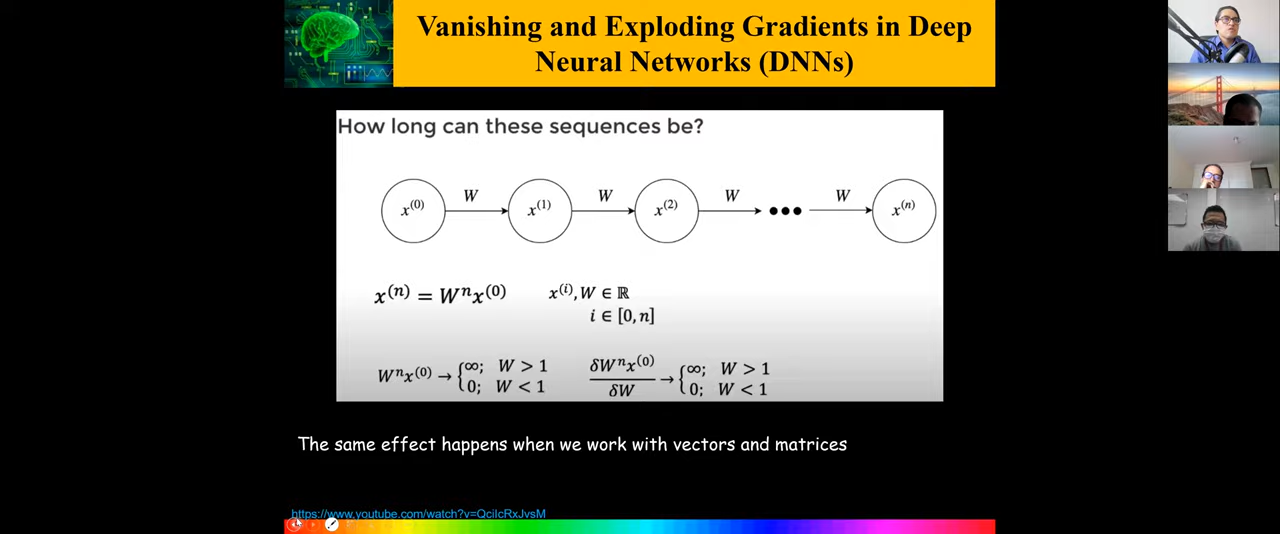 Vanishing and Exploding Gradients in Deep
Neural Networks (DNNs)
How long can these sequences be?
W W W W
x⁽⁰⁾ x⁽¹⁾ x⁽²⁾ ••• x⁽ⁿ⁾
x⁽ⁿ⁾ = Wⁿx⁽⁰⁾ x⁽ⁱ⁾, W ∈ ℝ
i ∈ [0, n]
Wⁿx⁽⁰⁾ → {∞; W > 1 δWⁿx⁽⁰⁾ / δW → {∞; W > 1
0; W < 1 0; W < 1
The same effect happens when we work with vectors and matrices
https://www.youtube.com/watch?v=QciIcRxJvsM